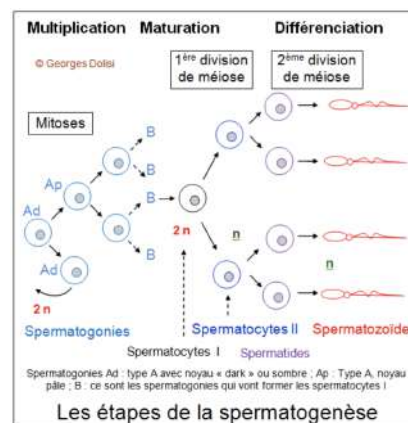 Multiplication Maturation Différenciation
© Georges Dolisi
1ère division de méiose
2ème division de méiose
Mitoses
B
B
Ap
B
Ad
2 n
n
n
Ad
B
2 n
Spermatogonies
Spermatocytes II
Spermatozoïde
Spermatocytes I
Spermatides
Spermatogonies Ad : type A avec noyau « dark » ou sombre ; Ap : Type A, noyau
pâle ; B : ce sont les spermatogonies qui vont former les spermatocytes I
Les étapes de la spermatogenèse